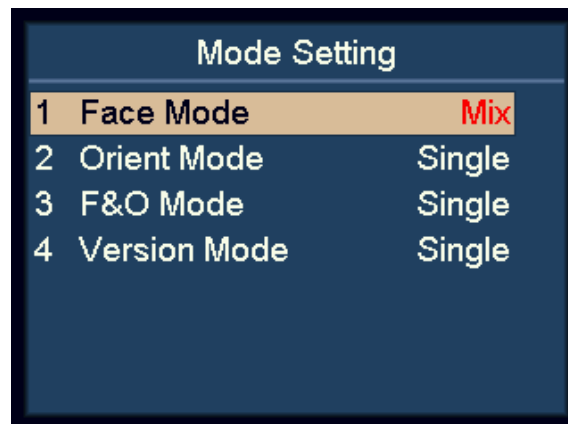 Mode Setting
1 Face Mode Mix
2 Orient Mode Single
3 F&O Mode Single
4 Version Mode Single